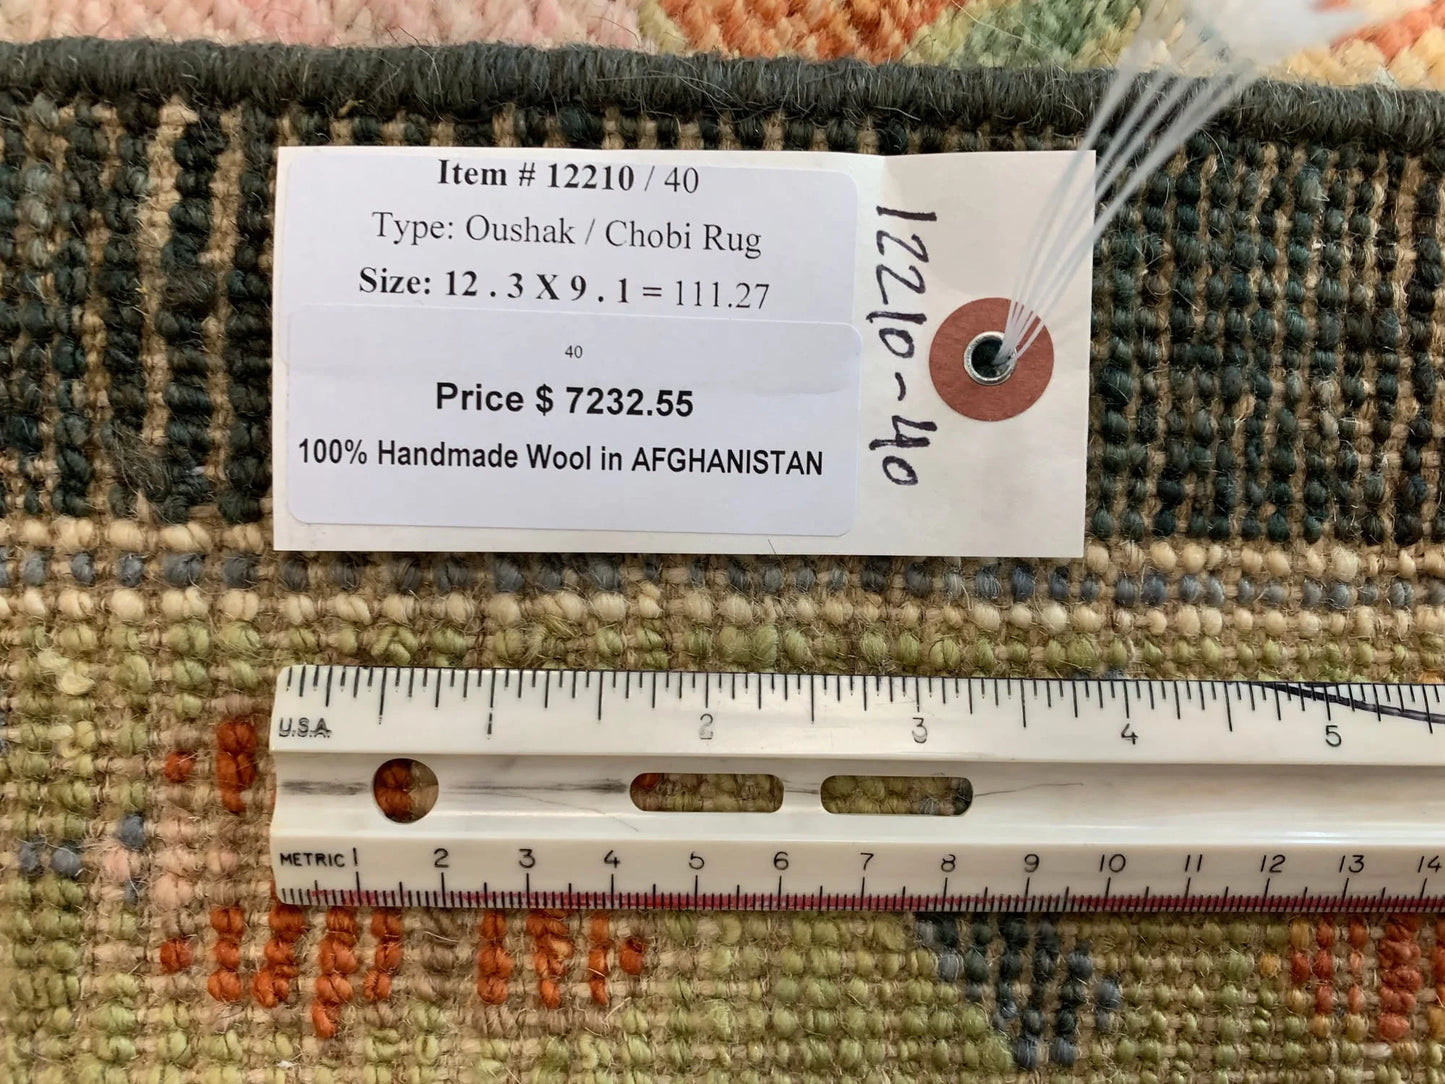 Item # 12210 / 40
Type: Oushak / Chobi Rug
Size: 12 . 3 X 9 . 1 = 111.27
40
Price $ 7232.55
100% Handmade Wool in AFGHANISTAN
12210-40
U.S.A.
1 2 3 4 5
METRIC 1 2 3 4 5 6 7 8 9 10 11 12 13 14